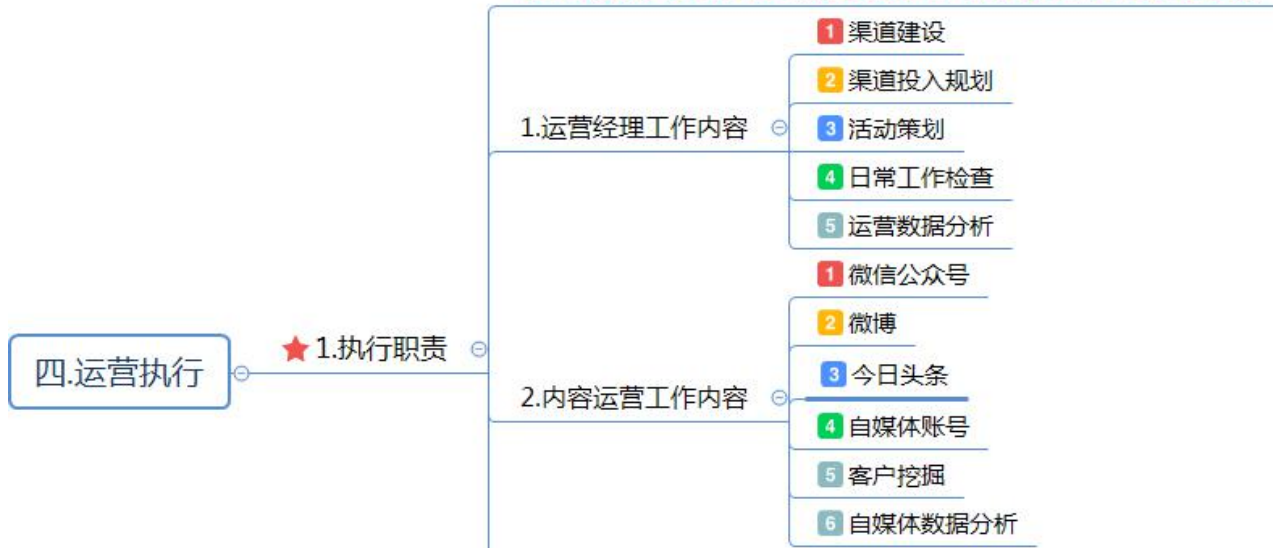 四.运营执行
1.执行职责
1.运营经理工作内容
1 渠道建设
2 渠道投入规划
3 活动策划
4 日常工作检查
5 运营数据分析
2.内容运营工作内容
1 微信公众号
2 微博
3 今日头条
4 自媒体账号
5 客户挖掘
6 自媒体数据分析